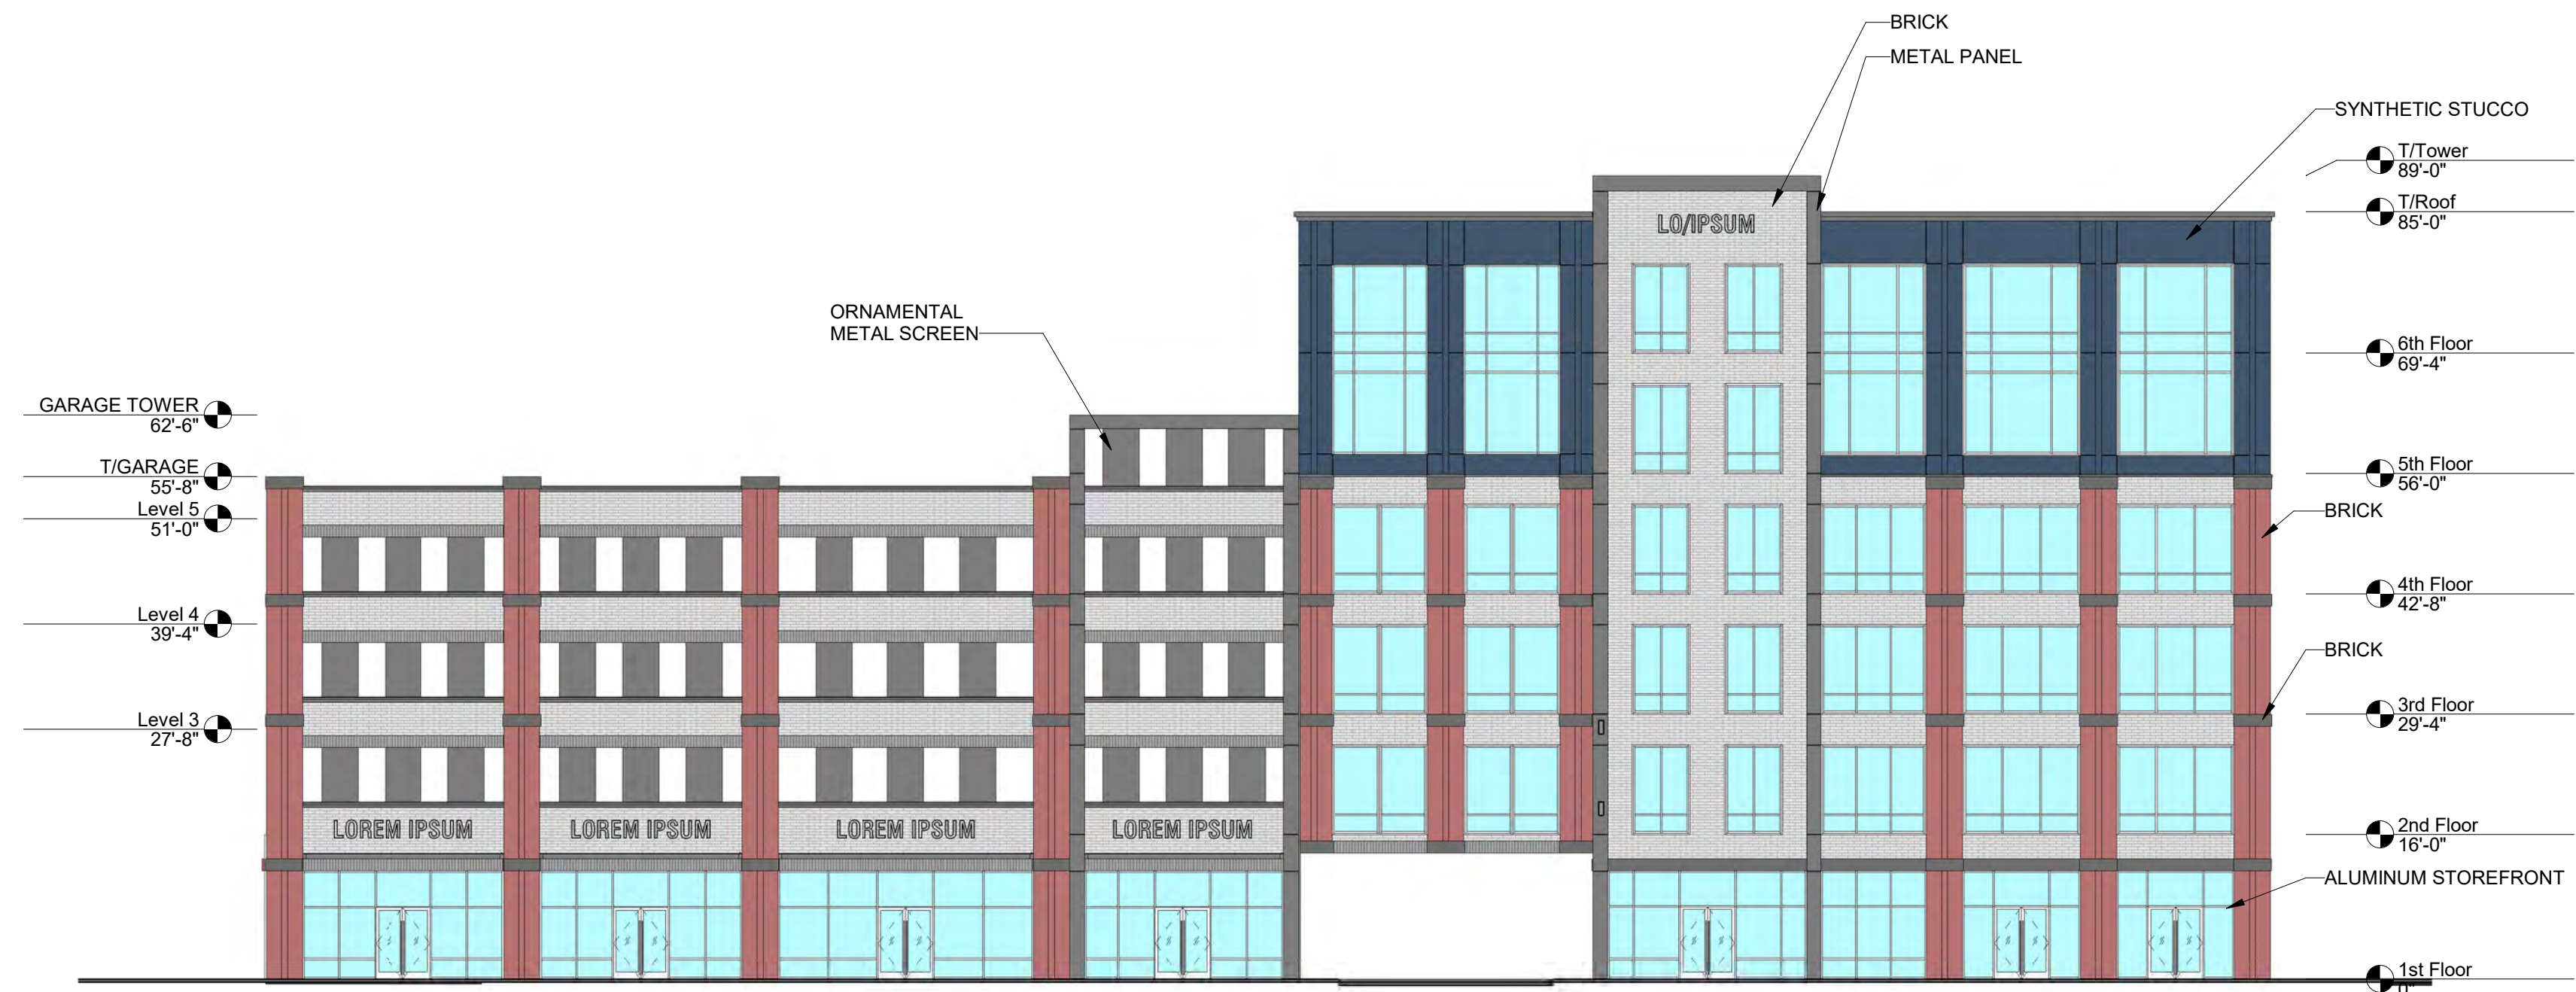 BRICK
METAL PANEL
SYNTHETIC STUCCO
T/Tower
89'-0"
T/Roof
85'-0"
LO/IPSUM
ORNAMENTAL
METAL SCREEN
6th Floor
69'-4"
GARAGE TOWER
62'-6"
T/GARAGE
55'-8"
5th Floor
56'-0"
Level 5
51'-0"
BRICK
4th Floor
42'-8"
Level 4
39'-4"
BRICK
3rd Floor
29'-4"
Level 3
27'-8"
LOREM IPSUM LOREM IPSUM LOREM IPSUM LOREM IPSUM
2nd Floor
16'-0"
ALUMINUM STOREFRONT
1st Floor
0"